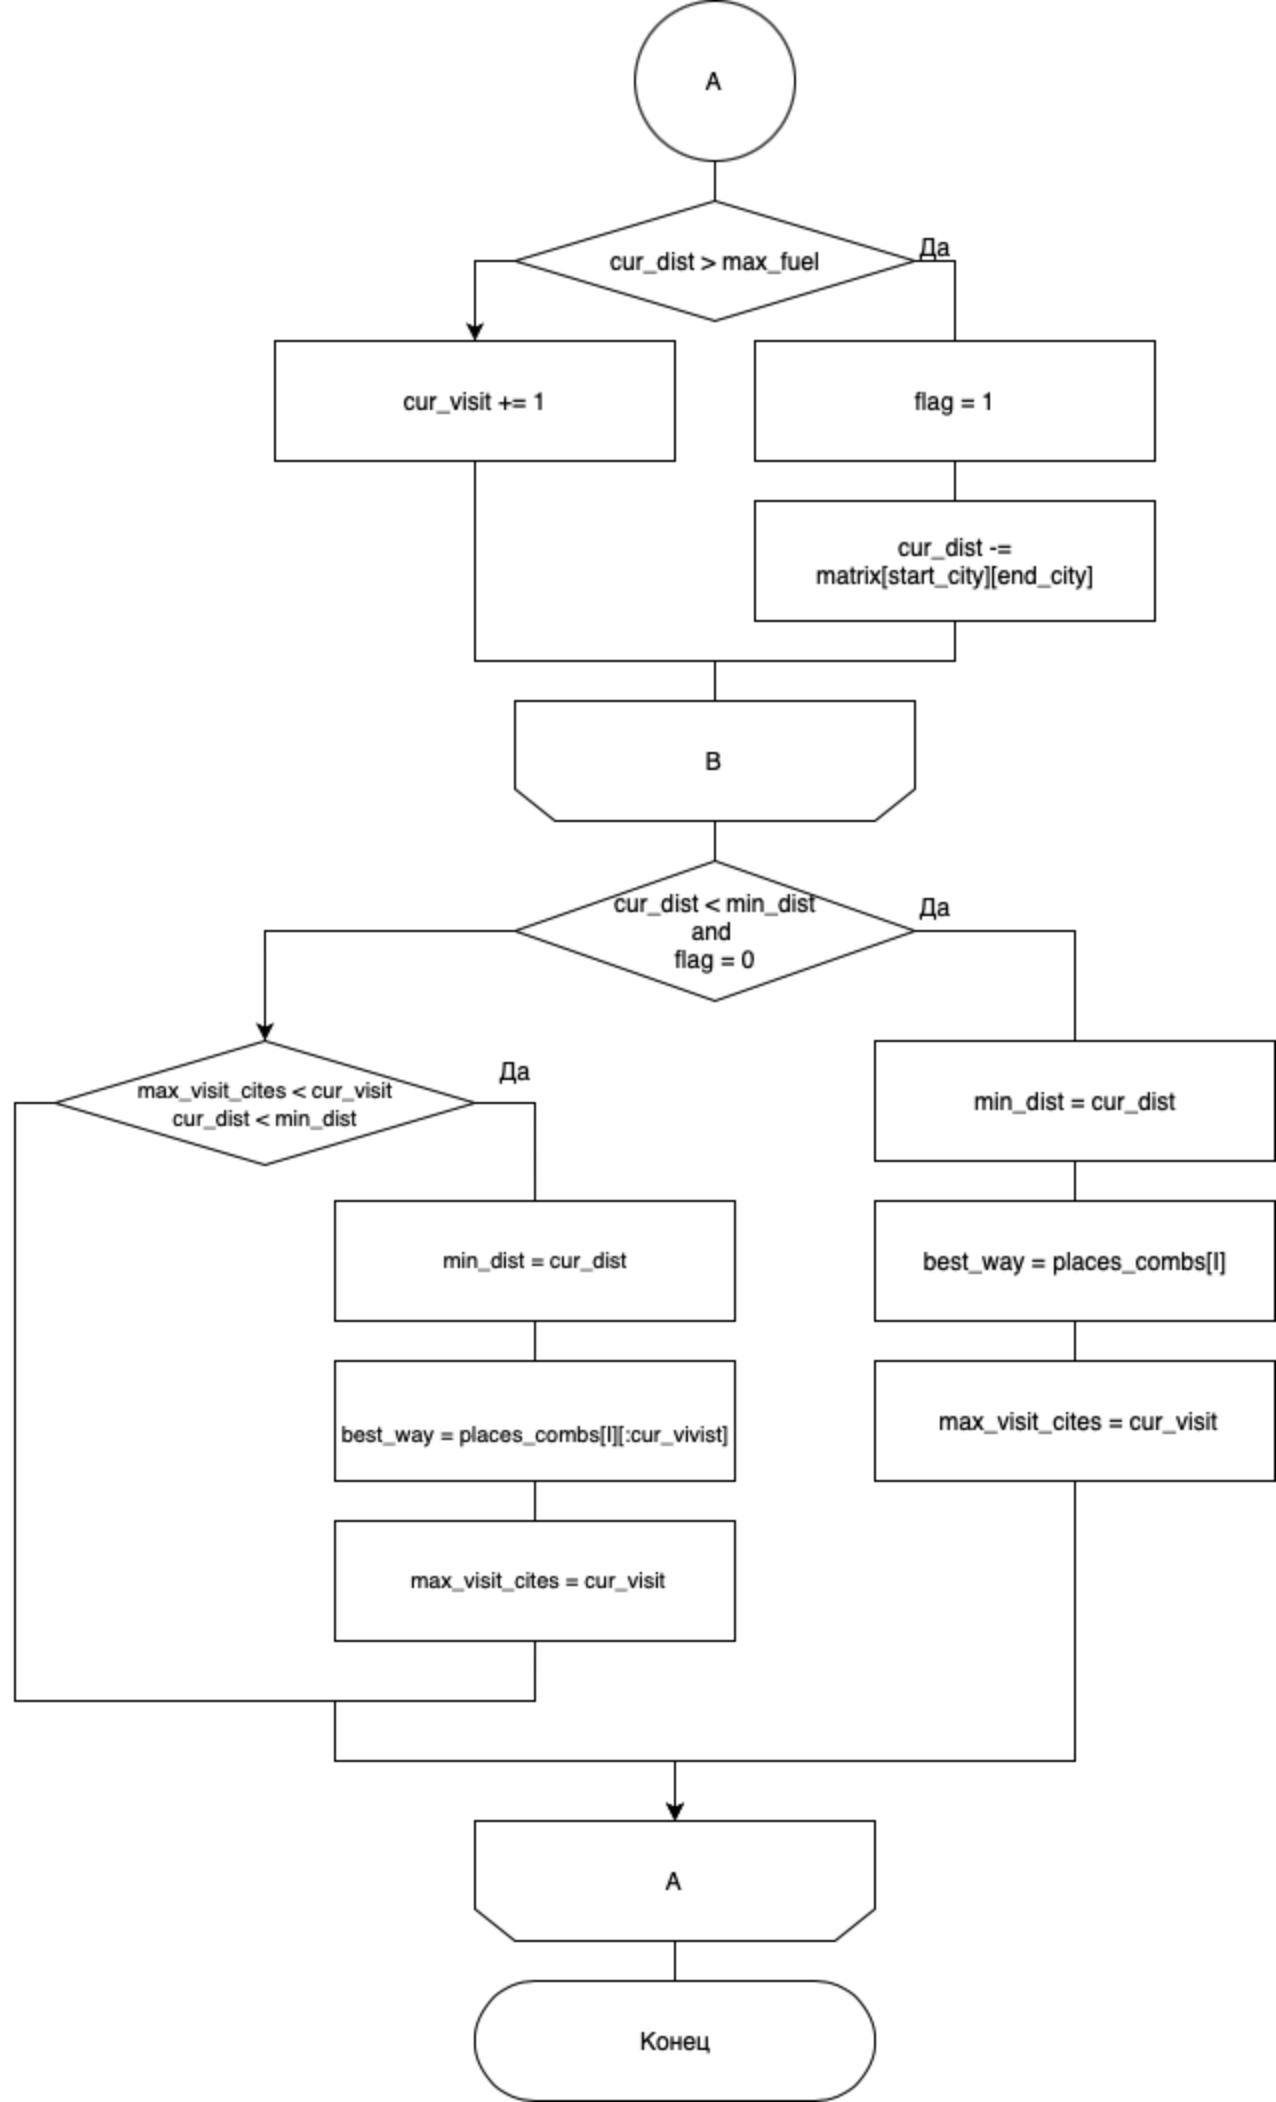 A
cur_dist > max_fuel
Да
cur_visit += 1
flag = 1
cur_dist -=
matrix[start_city][end_city]
B
cur_dist < min_dist
and
flag = 0
Да
max_visit_cites < cur_visit
cur_dist < min_dist
Да
min_dist = cur_dist
best_way = places_combs[I][:cur_vivist]
max_visit_cites = cur_visit
min_dist = cur_dist
best_way = places_combs[I]
max_visit_cites = cur_visit
A
Конец